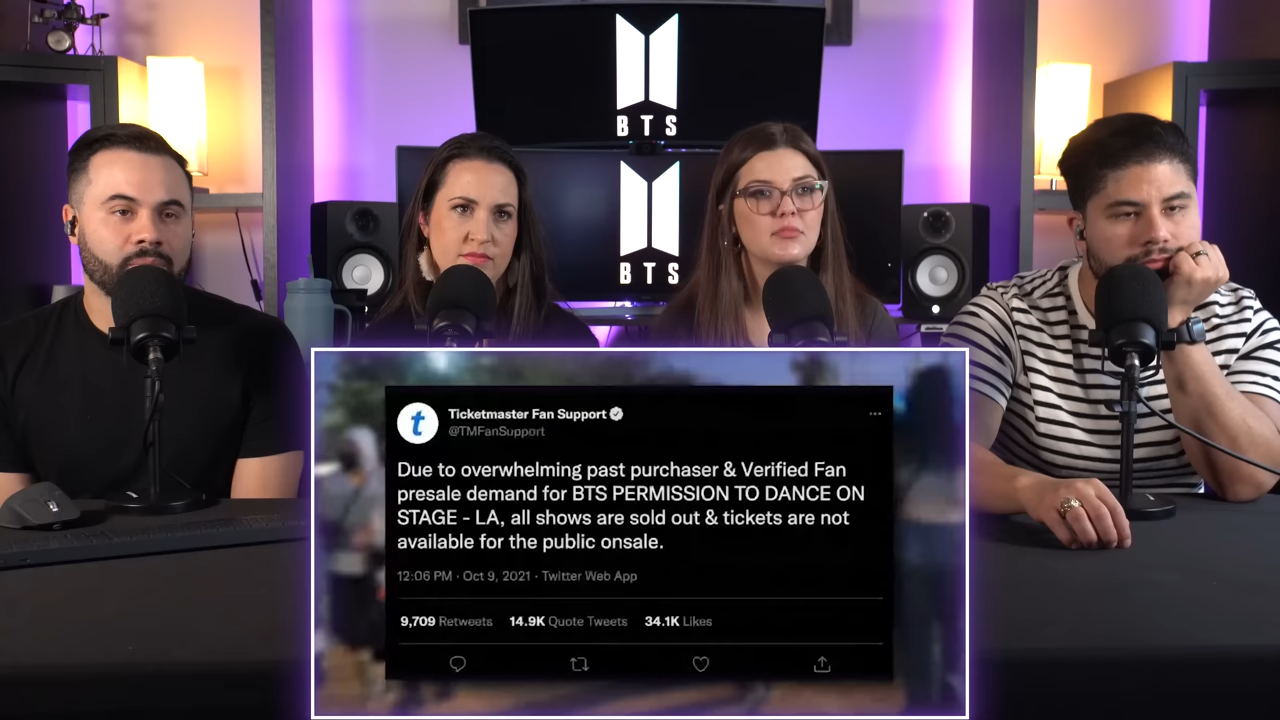 BTS
BTS
Ticketmaster Fan Support
@TMFanSupport
Due to overwhelming past purchaser & Verified Fan
presale demand for BTS PERMISSION TO DANCE ON
STAGE - LA, all shows are sold out & tickets are not
available for the public onsale.
12:06 PM · Oct 9, 2021 · Twitter Web App
9,709 Retweets 14.9K Quote Tweets 34.1K Likes